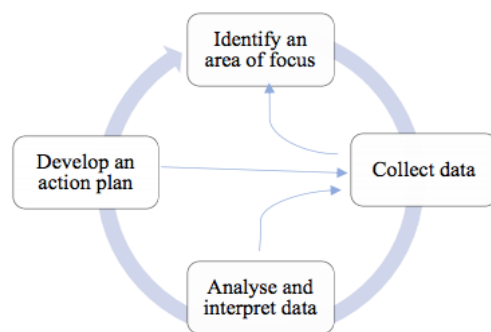 Identify an
area of focus
Collect data
Analyse and
interpret data
Develop an
action plan